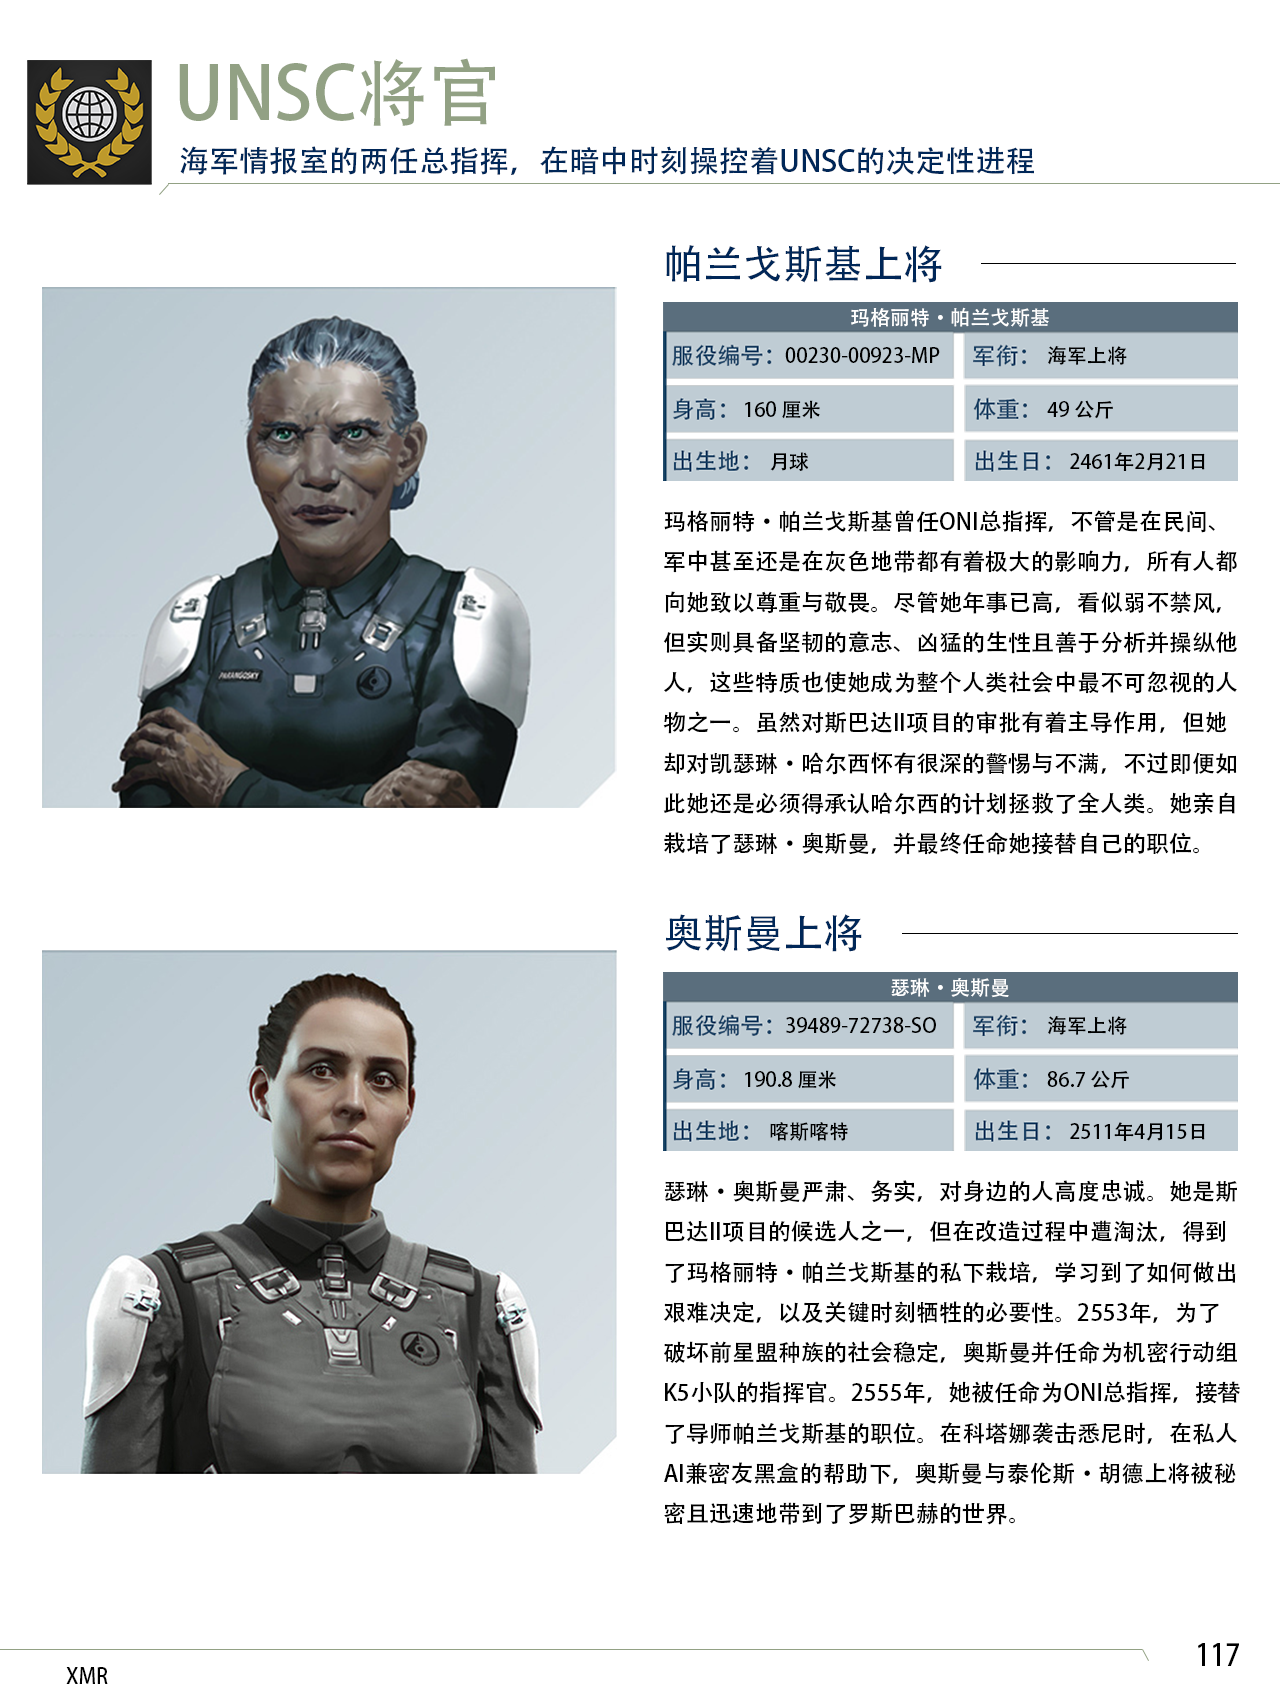 UNSC将官
海军情报室的两任总指挥，在暗中时刻操控着UNSC的决定性进程
帕兰戈斯基上将
玛格丽特·帕兰戈斯基
服役编号：00230-00923-MP 军衔： 海军上将
身高： 160 厘米 体重： 49 公斤
出生地： 月球 出生日： 2461年2月21日
玛格丽特·帕兰戈斯基曾任ONI总指挥，不管是在民间、
军中甚至还是在灰色地带都有着极大的影响力，所有人都
向她致以尊重与敬畏。尽管她年事已高，看似弱不禁风，
但实则具备坚韧的意志、凶猛的生性且善于分析并操纵他
人，这些特质也使她成为整个人类社会中最不可忽视的人
物之一。虽然对斯巴达II项目的审批有着主导作用，但她
却对凯瑟琳·哈尔西怀有很深的警惕与不满，不过即便如
此她还是必须得承认哈尔西的计划拯救了全人类。她亲自
栽培了瑟琳·奥斯曼，并最终任命她接替自己的职位。
PARANGOSKY
奥斯曼上将
瑟琳·奥斯曼
服役编号：39489-72738-SO 军衔： 海军上将
身高： 190.8 厘米 体重： 86.7 公斤
出生地： 喀斯喀特 出生日： 2511年4月15日
瑟琳·奥斯曼严肃、务实，对身边的人高度忠诚。她是斯
巴达II项目的候选人之一，但在改造过程中遭淘汰，得到
了玛格丽特·帕兰戈斯基的私下栽培，学习到了如何做出
艰难决定，以及关键时刻牺牲的必要性。2553年，为了
破坏前星盟种族的社会稳定，奥斯曼并任命为机密行动组
K5小队的指挥官。2555年，她被任命为ONI总指挥，接替
了导师帕兰戈斯基的职位。在科塔娜袭击悉尼时，在私人
AI兼密友黑盒的帮助下，奥斯曼与泰伦斯·胡德上将被秘
密且迅速地带到了罗斯巴赫的世界。
117
XMR